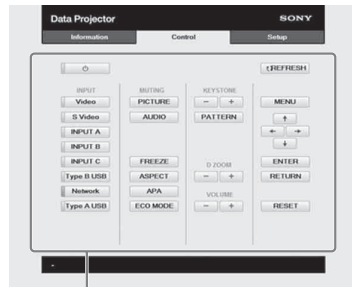 Data Projector SONY
Information Control Setup
REFRESH
INPUT MUTING KEYSTONE
Video PICTURE - + MENU
S Video AUDIO PATTERN
INPUT A
INPUT B
INPUT C FREEZE D ZOOM ENTER
Type B USB ASPECT - + RETURN
Network APA VOLUME
Type A USB ECO MODE - + RESET